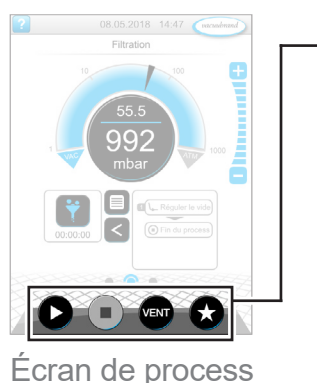 ? 08.05.2018 14:47 vacuubrand
Filtration
10 100
55.5
1 992 1000
VAC mbar ATM
1 Réguler le vide
00:00:00 < Fin du process
VENT
Écran de process